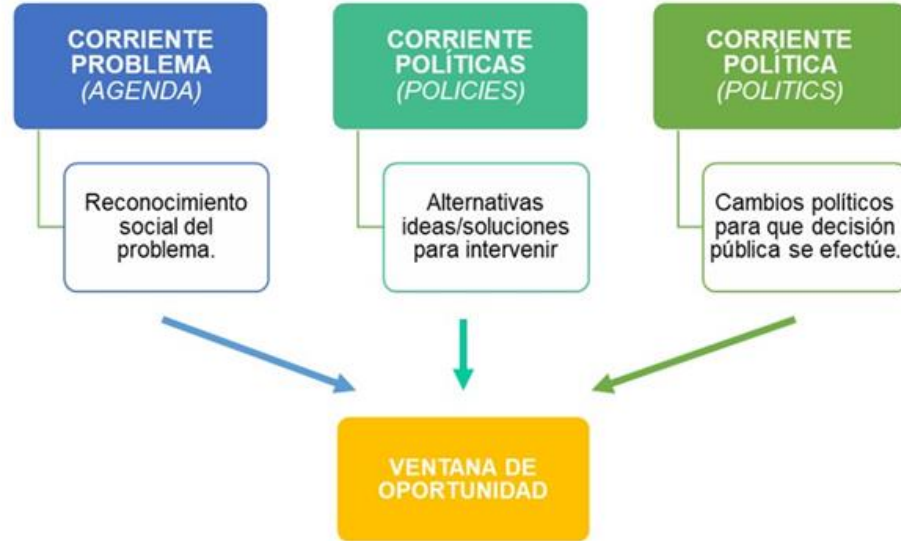 CORRIENTE
PROBLEMA
(AGENDA)
Reconocimiento
social del
problema.
CORRIENTE
POLÍTICAS
(POLICIES)
Alternativas
ideas/soluciones
para intervenir
CORRIENTE
POLÍTICA
(POLITICS)
Cambios políticos
para que decisión
pública se efectúe.
VENTANA DE
OPORTUNIDAD